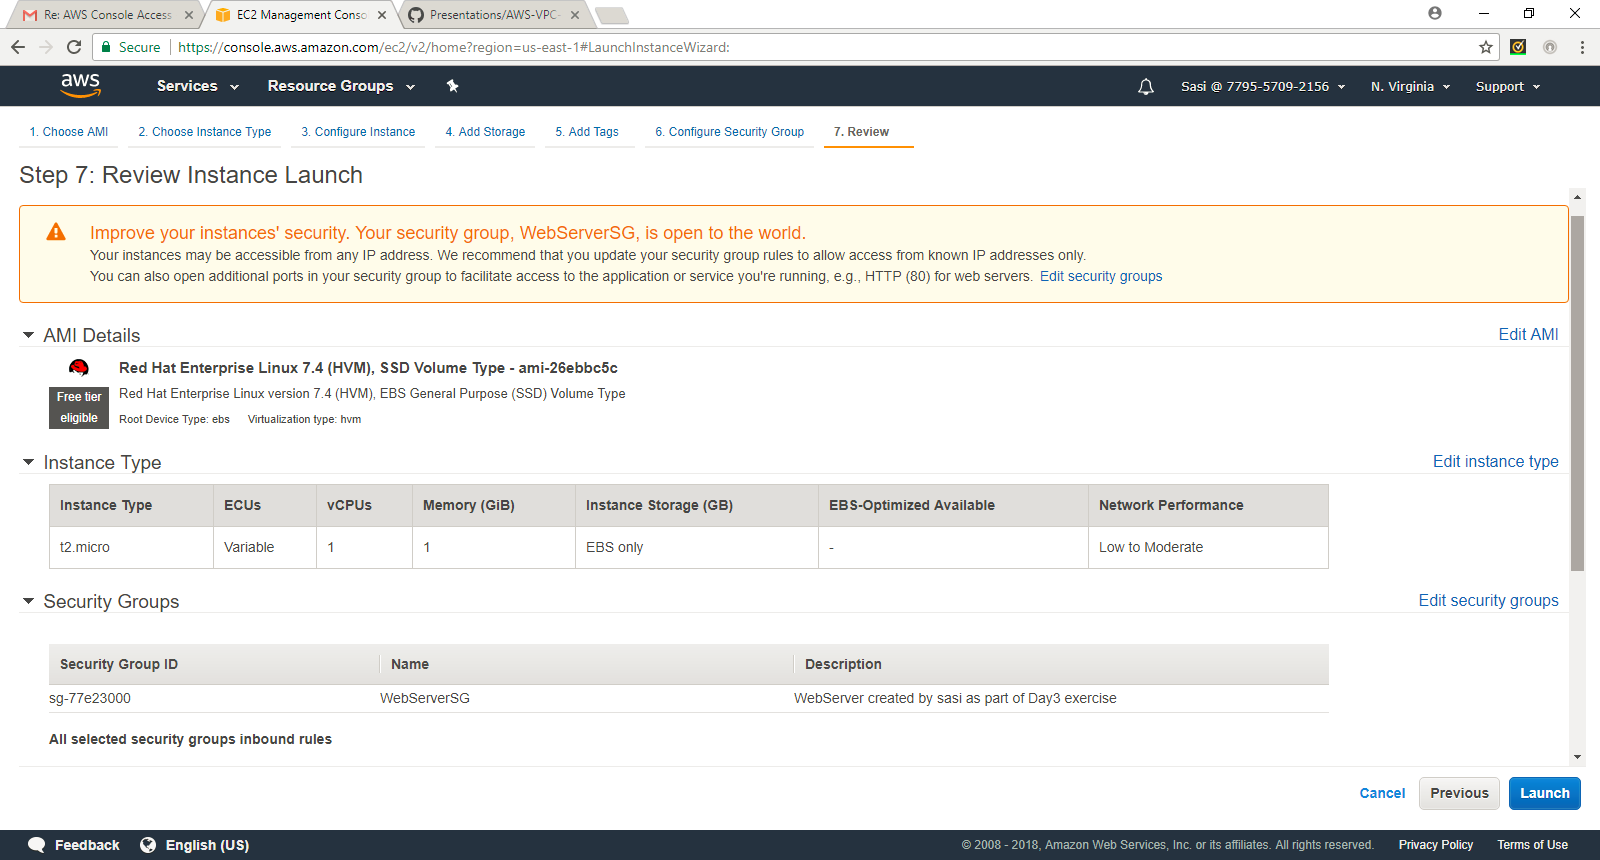 Re: AWS Console Access
EC2 Management Conso
Presentations/AWS-VPC-
Secure
https://console.aws.amazon.com/ec2/v2/home?region=us-east-1#LaunchInstanceWizard:
aws
Services
Resource Groups
Sasi @ 7795-5709-2156
N. Virginia
Support
1. Choose AMI
2. Choose Instance Type
3. Configure Instance
4. Add Storage
5. Add Tags
6. Configure Security Group
7. Review
Step 7: Review Instance Launch
Improve your instances' security. Your security group, WebServerSG, is open to the world.
Your instances may be accessible from any IP address. We recommend that you update your security group rules to allow access from known IP addresses only.
You can also open additional ports in your security group to facilitate access to the application or service you're running, e.g., HTTP (80) for web servers. Edit security groups
AMI Details
Edit AMI
Red Hat Enterprise Linux 7.4 (HVM), SSD Volume Type - ami-26ebbc5c
Free tier
eligible
Red Hat Enterprise Linux version 7.4 (HVM), EBS General Purpose (SSD) Volume Type
Root Device Type: ebs Virtualization type: hvm
Instance Type
Edit instance type
Instance Type ECUs vCPUs Memory (GiB) Instance Storage (GB) EBS-Optimized Available Network Performance
t2.micro Variable 1 1 EBS only - Low to Moderate
Security Groups
Edit security groups
Security Group ID Name Description
sg-77e23000 WebServerSG WebServer created by sasi as part of Day3 exercise
All selected security groups inbound rules
Cancel
Previous
Launch
Feedback
English (US)
© 2008 - 2018, Amazon Web Services, Inc. or its affiliates. All rights reserved.
Privacy Policy
Terms of Use